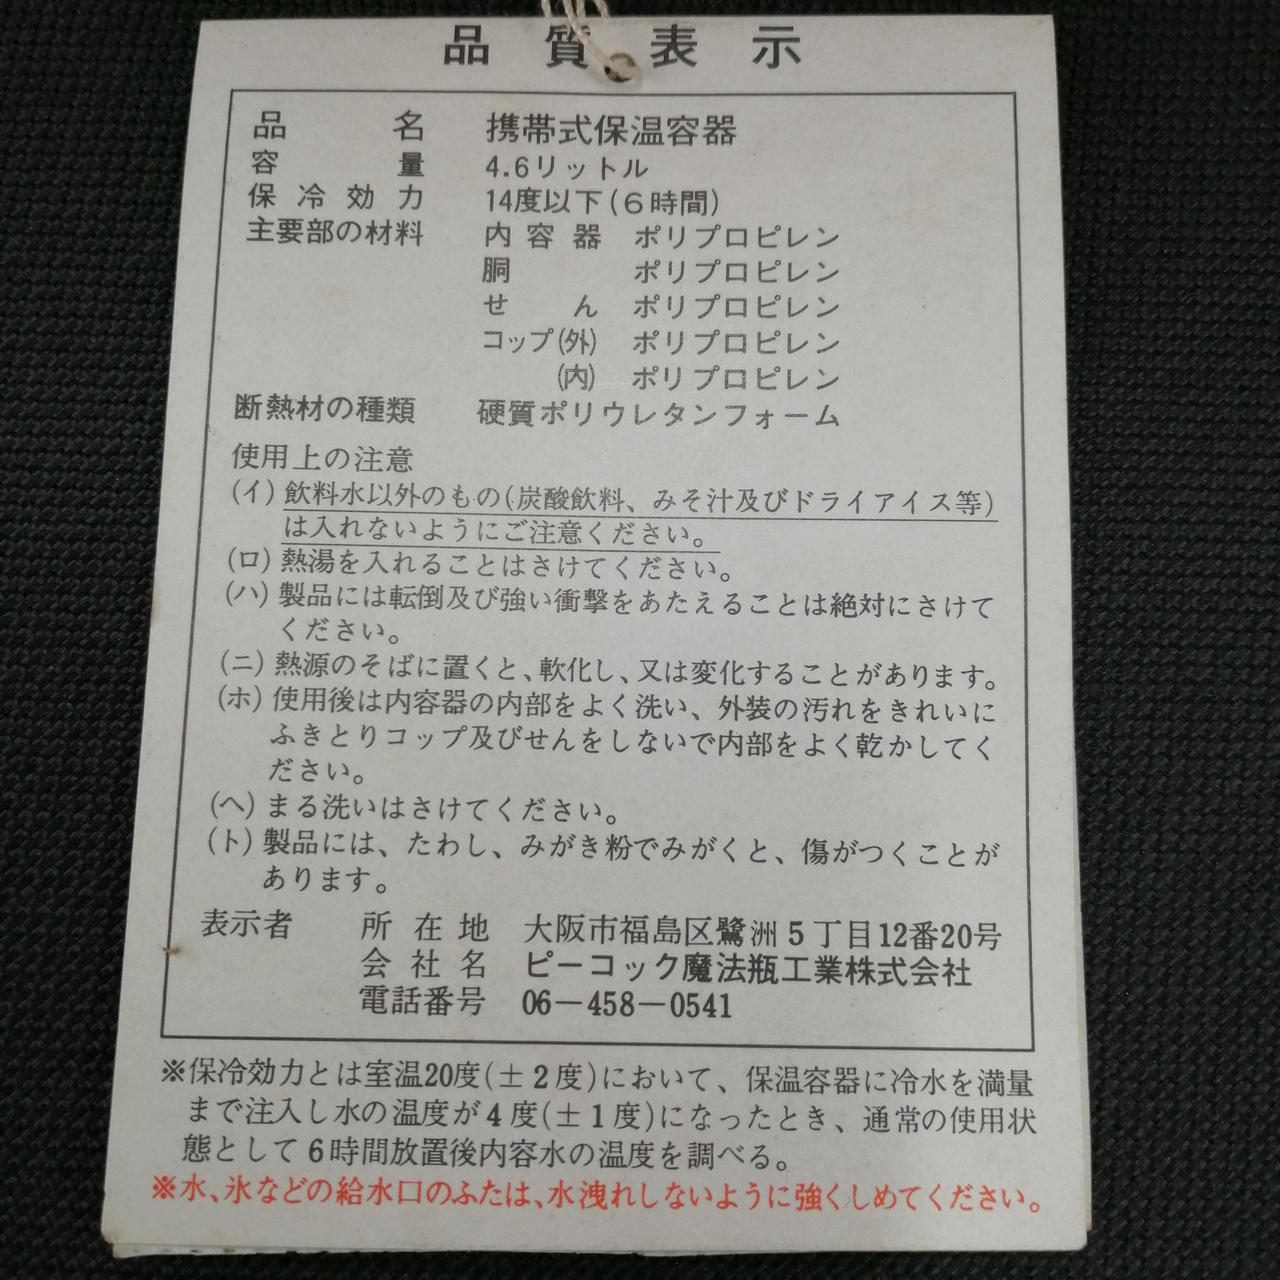 品質表示
品名 携帯式保温容器
容量 4.6リットル
保冷効力 14度以下(6時間)
主要部の材料 内容器 ポリプロピレン
胴 ポリプロピレン
せん ポリプロピレン
コップ(外) ポリプロピレン
(内) ポリプロピレン
断熱材の種類 硬質ポリウレタンフォーム
使用上の注意
(イ) 飲料水以外のもの(炭酸飲料、みそ汁及びドライアイス等)
は入れないようにご注意ください。
(ロ) 熱湯を入れることはさけてください。
(ハ) 製品には転倒及び強い衝撃をあたえることは絶対にさけて
ください。
(ニ) 熱源のそばに置くと、軟化し、又は変化することがあります。
(ホ) 使用後は内容器の内部をよく洗い、外装の汚れをきれいに
ふきとりコップ及びせんをしないで内部をよく乾かしてく
ださい。
(ヘ) まる洗いはさけてください。
(ト) 製品には、たわし、みがき粉でみがくと、傷がつくことが
あります。
表示者 所在地 大阪市福島区鷺洲5丁目12番20号
会社名 ピーコック魔法瓶工業株式会社
電話番号 06-458-0541
※保冷効力とは室温20度(±2度)において、保温容器に冷水を満量
まで注入し水の温度が4度(±1度)になったとき、通常の使用状
態として6時間放置後内容水の温度を調べる。
※水、氷などの給水口のふたは、水洩れしないように強くしめてください。